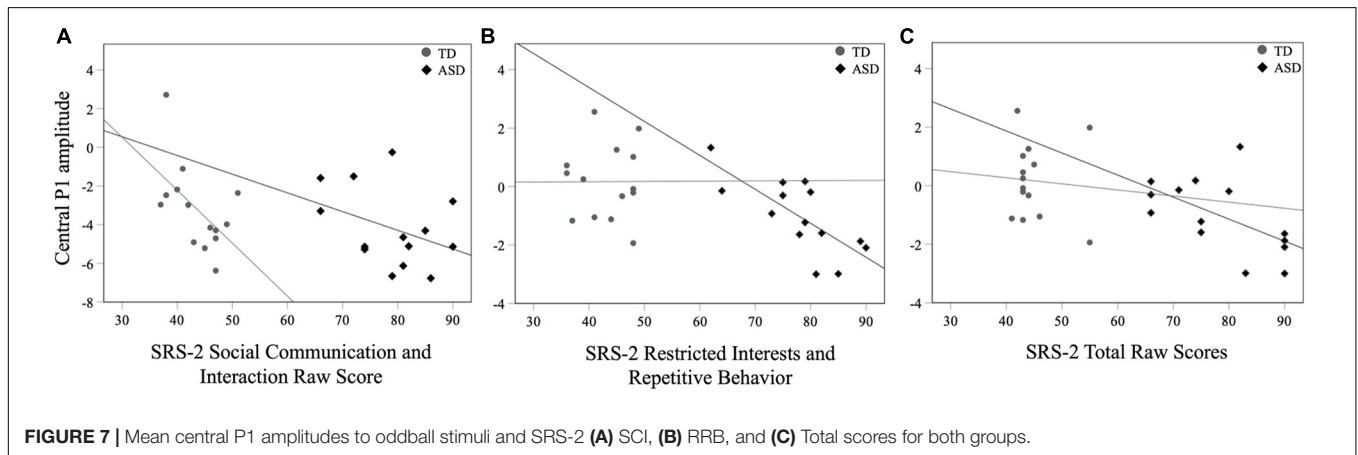 A
B
C
TD
ASD
TD
ASD
TD
ASD
Central P1 amplitude
4
2
0
-2
-4
-6
-8
4
2
0
-2
-4
4
2
0
-2
-4
30 40 50 60 70 80 90
30 40 50 60 70 80 90
30 40 50 60 70 80 90
SRS-2 Social Communication and
Interaction Raw Score
SRS-2 Restricted Interests and
Repetitive Behavior
SRS-2 Total Raw Scores
FIGURE 7 | Mean central P1 amplitudes to oddball stimuli and SRS-2 (A) SCI, (B) RRB, and (C) Total scores for both groups.